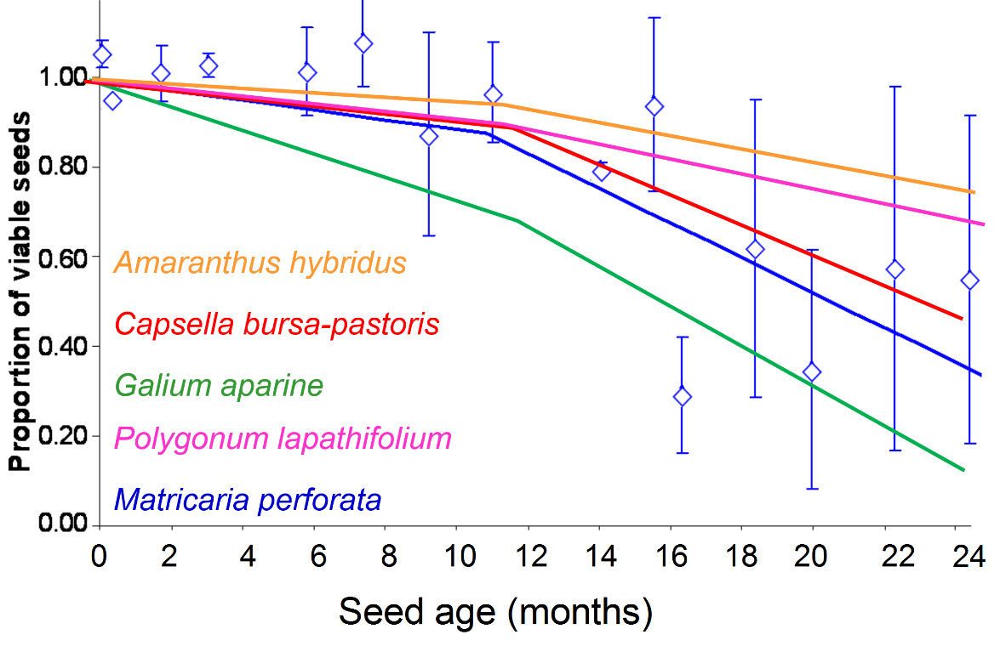 Proportion of viable seeds
1.00
0.80
0.60
0.40
0.20
0.00
Amaranthus hybridus
Capsella bursa-pastoris
Galium aparine
Polygonum lapathifolium
Matricaria perforata
0 2 4 6 8 10 12 14 16 18 20 22 24
Seed age (months)